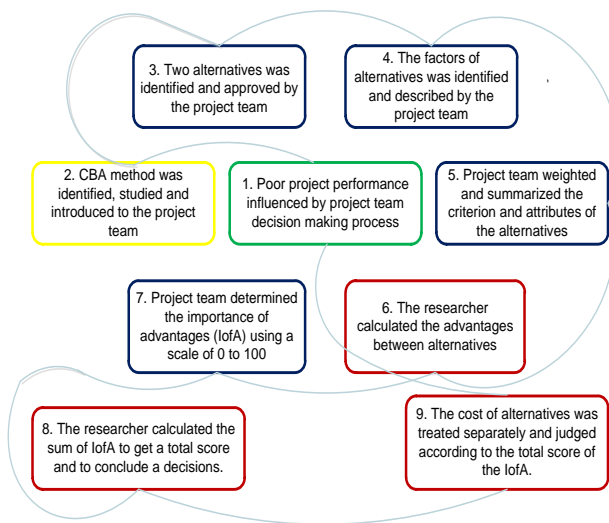 3. Two alternatives was
identified and approved by
the project team
4. The factors of
alternatives was identified
and described by the
project team
2. CBA method was
identified, studied and
introduced to the project
team
1. Poor project performance
influenced by project team
decision making process
5. Project team weighted
and summarized the
criterion and attributes of
the alternatives
7. Project team determined
the importance of
advantages (IofA) using a
scale of 0 to 100
6. The researcher
calculated the advantages
between alternatives
8. The researcher calculated the
sum of IofA to get a total score
and to conclude a decisions.
9. The cost of alternatives was
treated separately and judged
according to the total score of
the IofA.